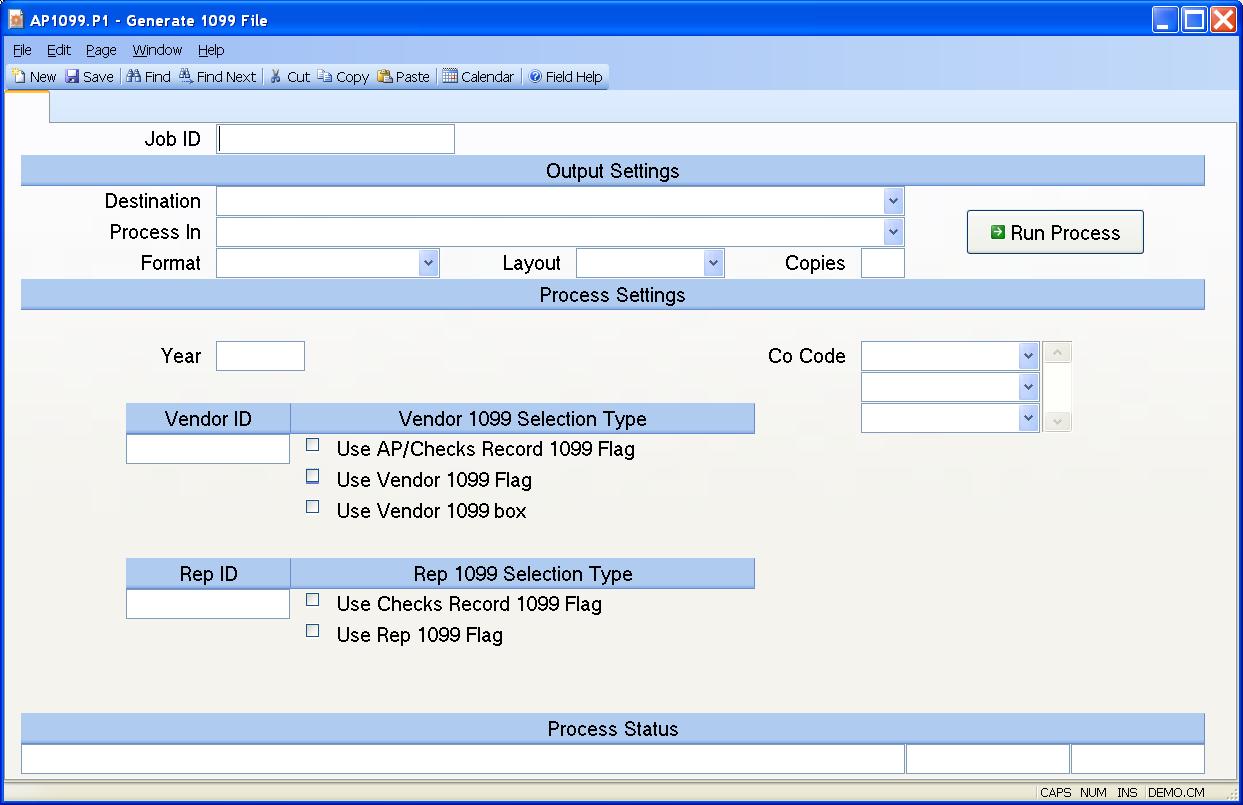 AP1099.P1 - Generate 1099 File
File Edit Page Window Help
New Save Find Find Next Cut Copy Paste Calendar Field Help
Job ID
Output Settings
Destination
Process In
Run Process
Format Layout Copies
Process Settings
Year Co Code
Vendor ID Vendor 1099 Selection Type
Use AP/Checks Record 1099 Flag
Use Vendor 1099 Flag
Use Vendor 1099 box
Rep ID Rep 1099 Selection Type
Use Checks Record 1099 Flag
Use Rep 1099 Flag
Process Status
CAPS NUM INS DEMO.CM